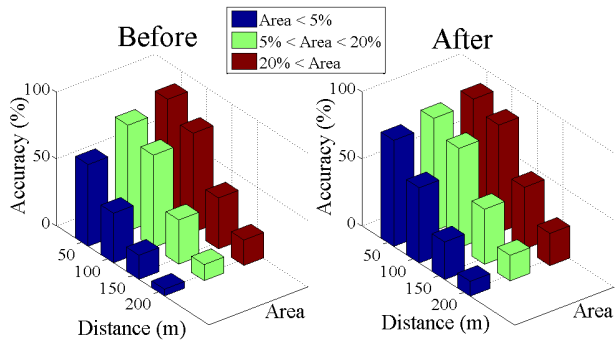 Before
After
Area < 5%
5% < Area < 20%
20% < Area
Accuracy (%)
100
50
0
50
100
150
200
Distance (m)
Area
Accuracy (%)
100
50
0
50
100
150
200
Distance (m)
Area